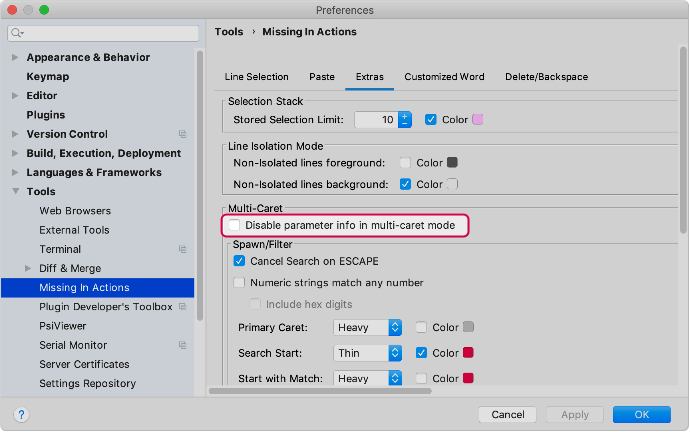 Preferences
Tools › Missing In Actions
Appearance & Behavior
Keymap
Editor
Plugins
Version Control
Build, Execution, Deployment
Languages & Frameworks
Tools
Web Browsers
External Tools
Terminal
Diff & Merge
Missing In Actions
Plugin Developer's Toolbox
PsiViewer
Serial Monitor
Server Certificates
Settings Repository
Line Selection Paste Extras Customized Word Delete/Backspace
Selection Stack
Stored Selection Limit: 10 Color
Line Isolation Mode
Non-Isolated lines foreground: Color
Non-Isolated lines background: Color
Multi-Caret
Disable parameter info in multi-caret mode
Spawn/Filter
Cancel Search on ESCAPE
Numeric strings match any number
Include hex digits
Primary Caret: Heavy Color
Search Start: Thin Color
Start with Match: Heavy Color
? Cancel Apply OK